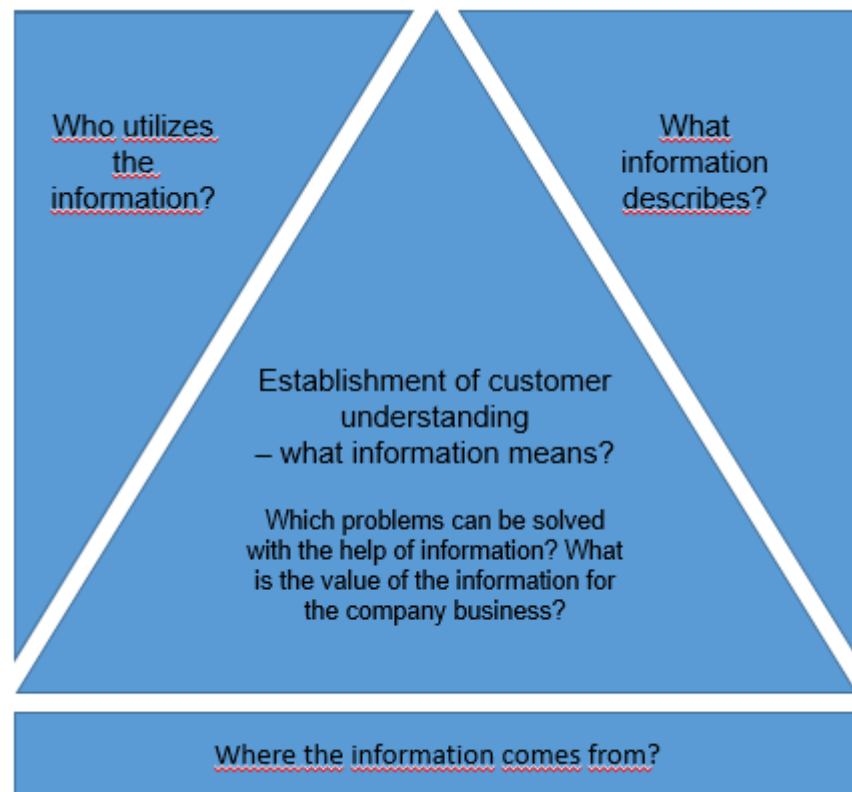 Who utilizes
the
information?
What
information
describes?
Establishment of customer
understanding
– what information means?
Which problems can be solved
with the help of information? What
is the value of the information for
the company business?
Where the information comes from?